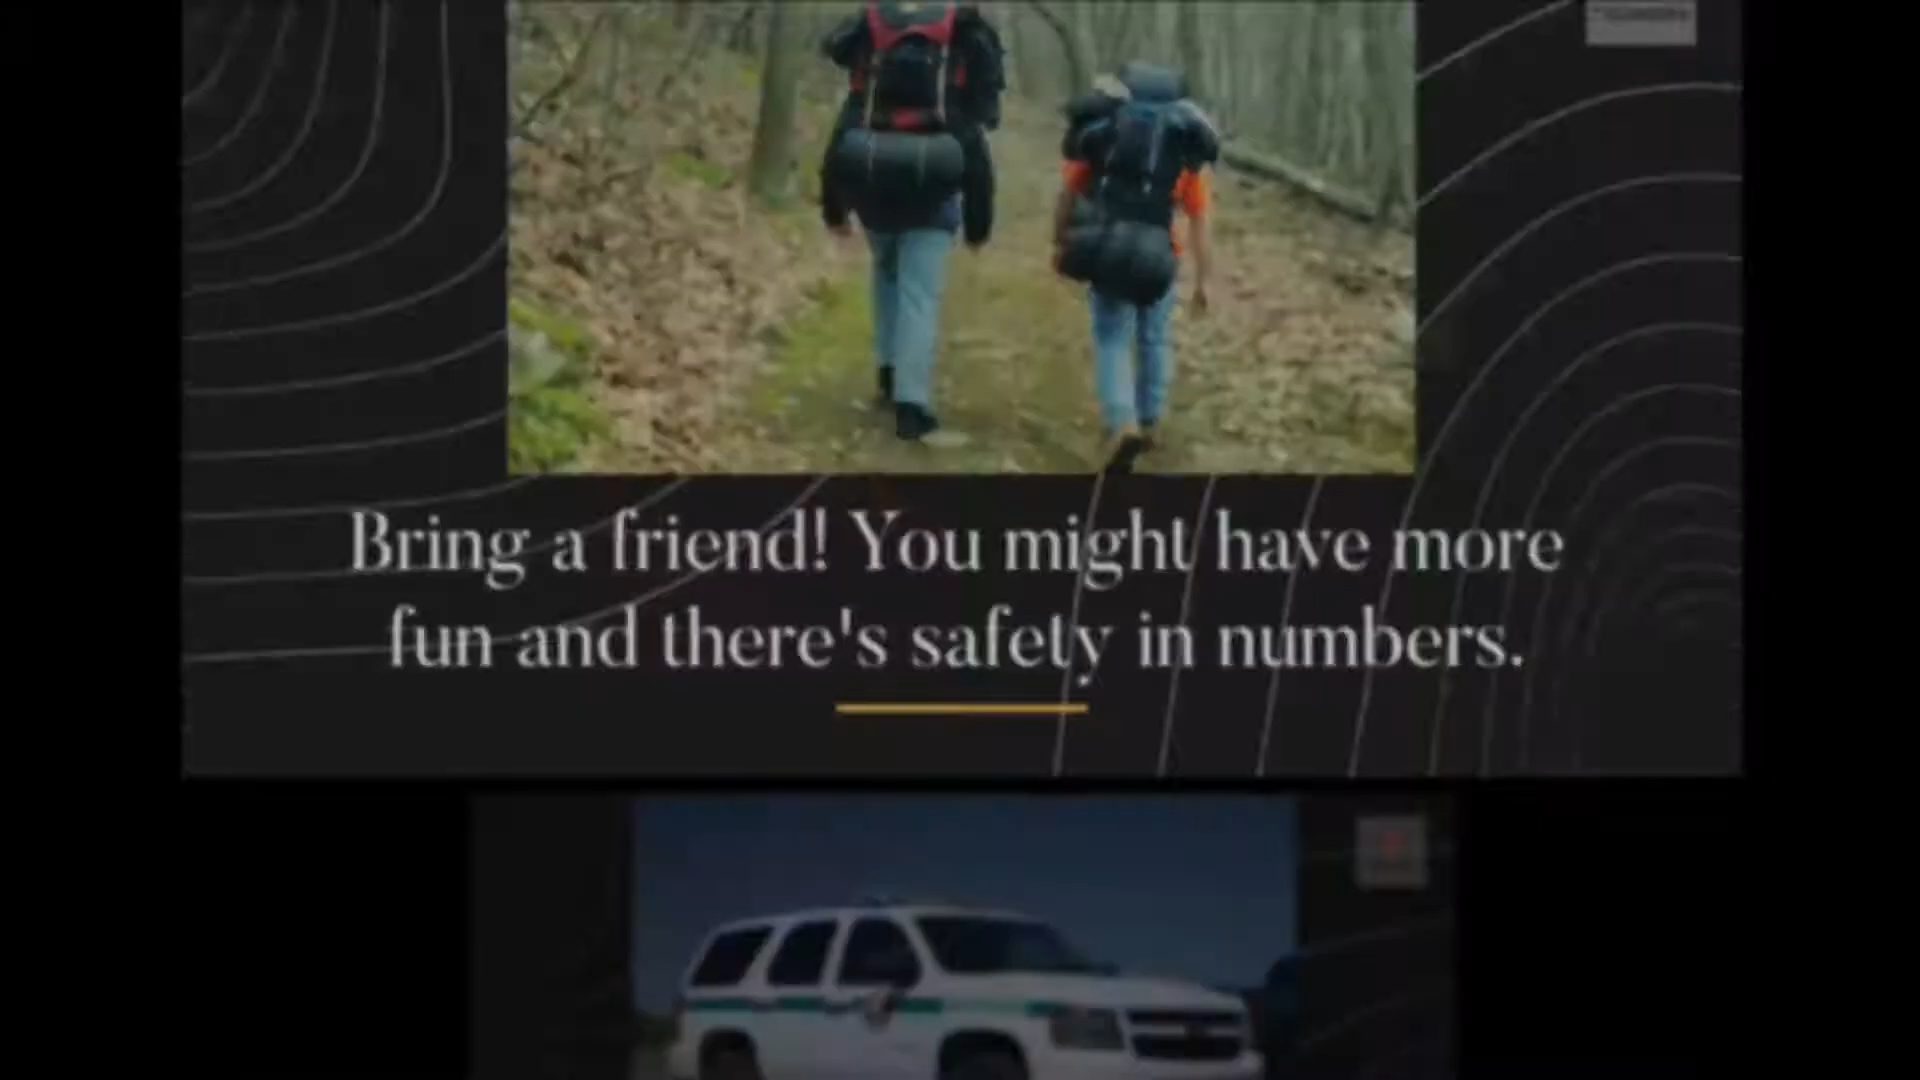 Bring a friend! You might have more
fun and there's safety in numbers.